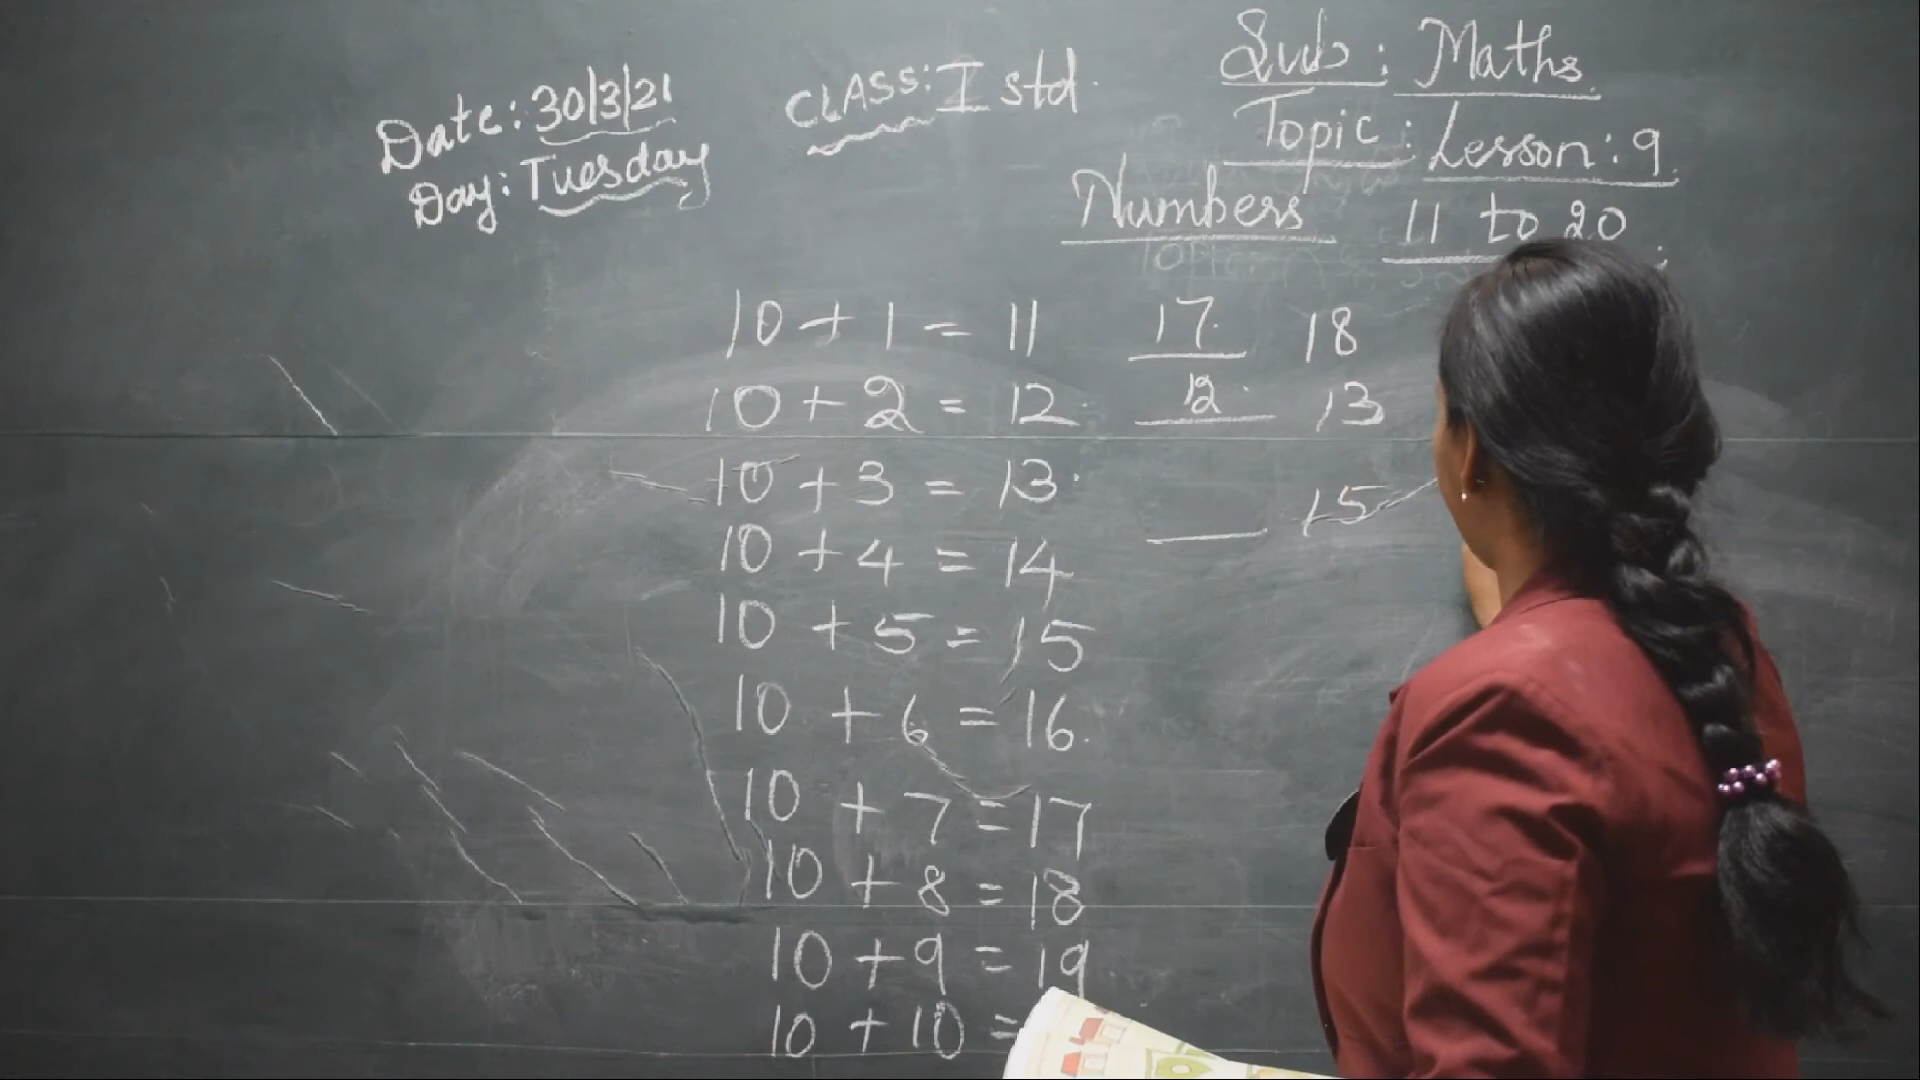 Date: 30/3/21
Day: Tuesday
CLASS: I std.
Sub: Maths
Topic: Lesson: 9
Numbers 11 to 20
10 + 1 = 11
10 + 2 = 12
10 + 3 = 13
10 + 4 = 14
10 + 5 = 15
10 + 6 = 16
10 + 7 = 17
10 + 8 = 18
10 + 9 = 19
10 + 10 =
17 18
12 13
__ 15